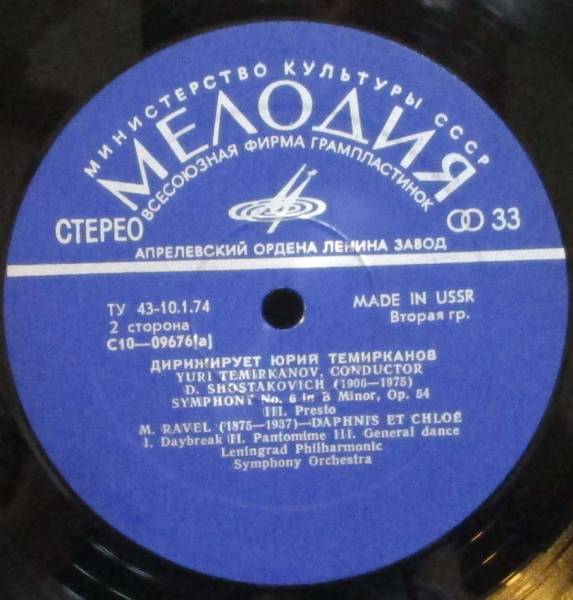 МИНИСТЕРСТВО КУЛЬТУРЫ СССР
МЕЛОДИЯ
ВСЕСОЮЗНАЯ ФИРМА ГРАМПЛАСТИНОК
СТЕРЕО
33
АПРЕЛЕВСКИЙ ОРДЕНА ЛЕНИНА ЗАВОД
ТУ 43-10.1.74
MADE IN USSR
2 сторона
Вторая гр.
С10—09676[а]
ДИРИЖИРУЕТ ЮРИЙ ТЕМИРКАНОВ
YURI TEMIRKANOV, CONDUCTOR
D. SHOSTAKOVICH (1906—1975)
SYMPHONY No. 6 in B Minor, Op. 54
III. Presto
M. RAVEL (1875—1937)—DAPHNIS ET CHLOÉ
I. Daybreak II. Pantomime III. General dance
Leningrad Philharmonic
Symphony Orchestra